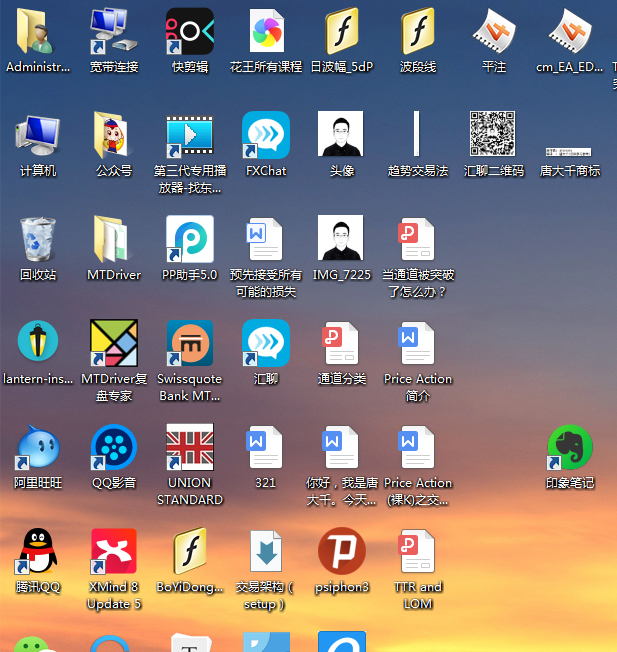 Administr...
宽带连接
快剪辑
花王所有课程
日波幅_5dP
波段线
平注
cm_EA_ED...
计算机
公众号
第三代专用播
放器-找东...
FXChat
头像
趋势交易法
汇聊二维码
唐大千商标
回收站
MTDriver
PP助手5.0
预先接受所有
可能的损失
IMG_7225
当通道被突破
了怎么办？
lantern-ins...
MTDriver复
盘专家
Swissquote
Bank MT...
汇聊
通道分类
Price Action
简介
阿里旺旺
QQ影音
UNION
STANDARD
321
你好，我是唐
大千。今天...
Price Action
(裸K)之交...
印象笔记
腾讯QQ
XMind 8
Update 5
BoYiDong...
交易架构（
setup）
psiphon3
TTR and
LOM